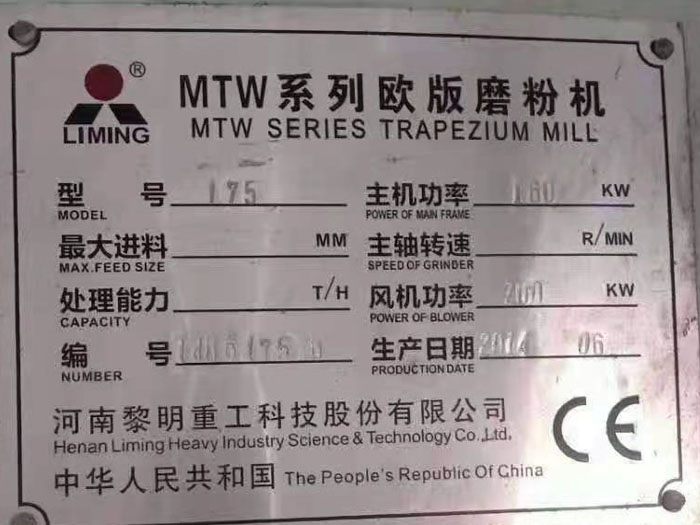 ® MTW系列欧版磨粉机
LIMING MTW SERIES TRAPEZIUM MILL
型 号 175 主机功率 160 KW
MODEL POWER OF MAIN FRAME
最大进料 MM 主轴转速 R/MIN
MAX.FEED SIZE SPEED OF GRINDER
处理能力 T/H 风机功率 200 KW
CAPACITY POWER OF BLOWER
编 号 生产日期 2014 06
NUMBER PRODUCTION DATE
河南黎明重工科技股份有限公司
Henan Liming Heavy Industry Science & Technology Co.,Ltd. CE
中华人民共和国 The People's Republic Of China